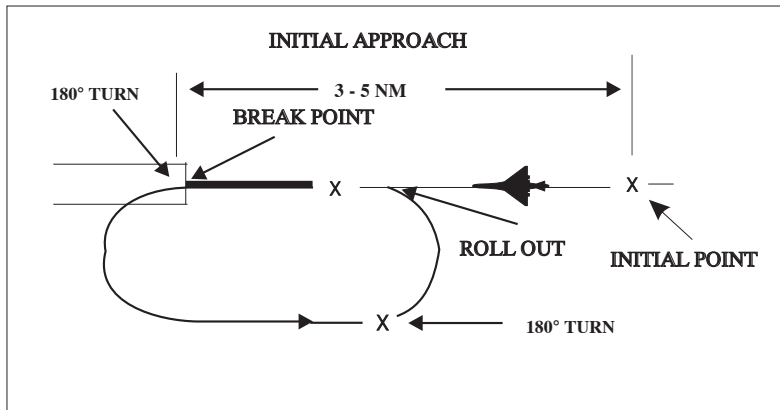 INITIAL APPROACH
3 - 5 NM
180° TURN
BREAK POINT
X
X
ROLL OUT
INITIAL POINT
X
180° TURN